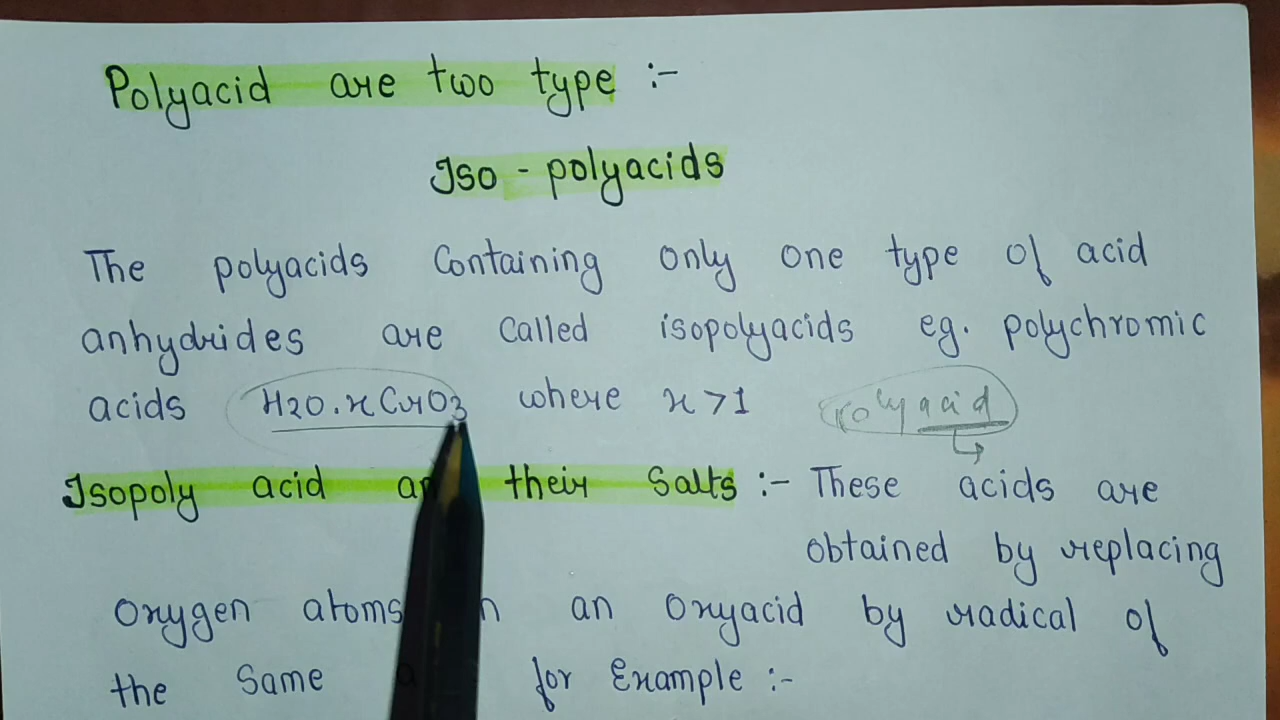 Polyacid are two type :-
Iso - polyacids
The polyacids Containing only one type of acid
anhydrides are Called isopolyacids eg. polychromic
acids H2O.xCrO3 where x>1 Polyacid
Isopoly acid their Salts :- These acids are
obtained by replacing
Oxygen atoms an Oxyacid by radical of
the Same for Example :-